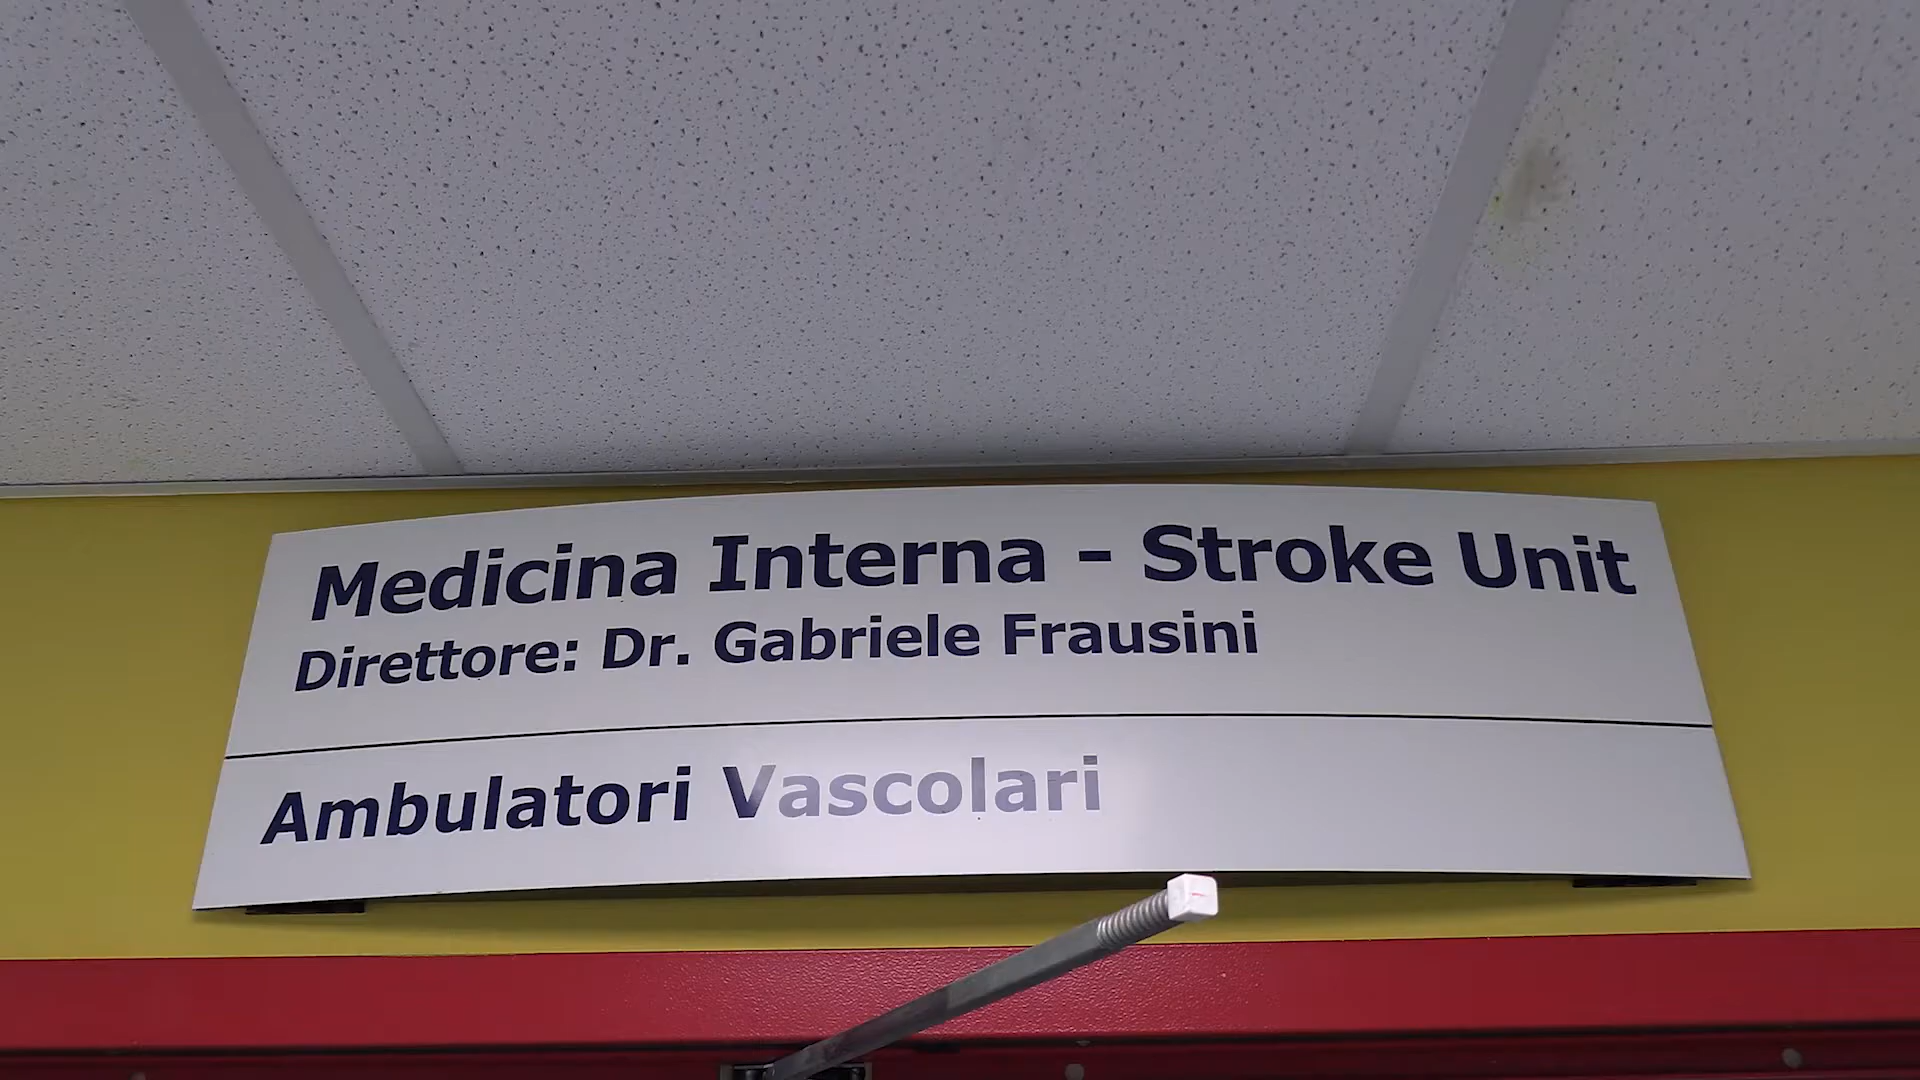 Medicina Interna - Stroke Unit
Direttore: Dr. Gabriele Frausini
Ambulatori Vascolari